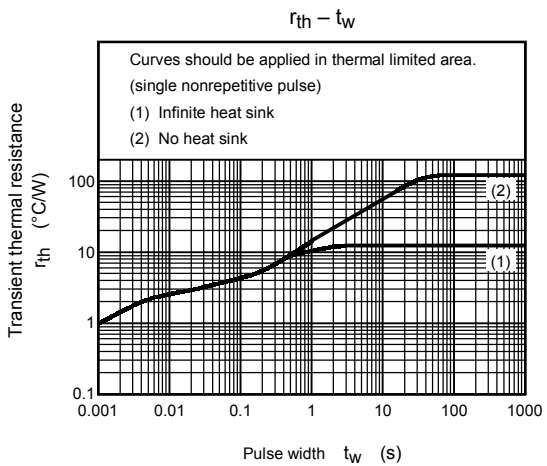 rth – tw
Curves should be applied in thermal limited area.
(single nonrepetitive pulse)
(1) Infinite heat sink
(2) No heat sink
Transient thermal resistance
rth (°C/W)
100
10
1
0.1
(2)
(1)
0.001 0.01 0.1 1 10 100 1000
Pulse width tw (s)